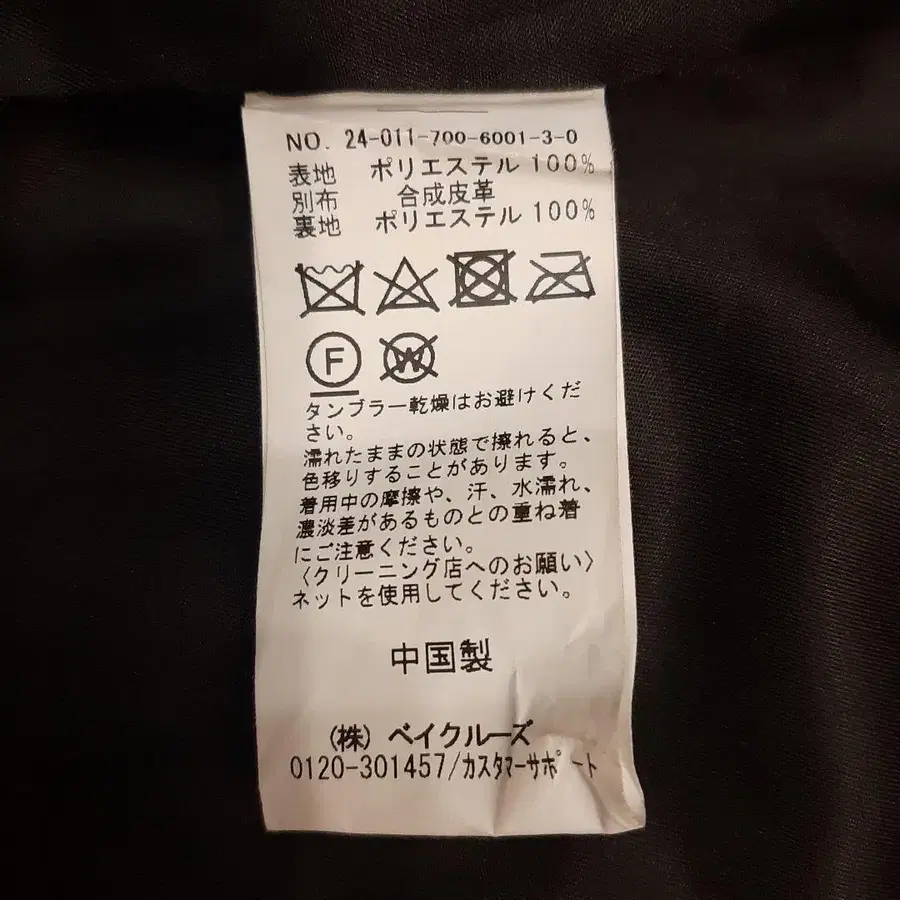 NO. 24-011-700-6001-3-0
表地 ポリエステル 100%
別布 合成皮革
裏地 ポリエステル 100%
F W
タンブラー乾燥はお避けくだ
さい。
濡れたままの状態で擦れると、
色移りすることがあります。
着用中の摩擦や、汗、水濡れ、
濃淡差があるものとの重ね着
にご注意ください。
〈クリーニング店へのお願い〉
ネットを使用してください。
中国製
(株) ベイクルーズ
0120-301457/カスタマーサポート